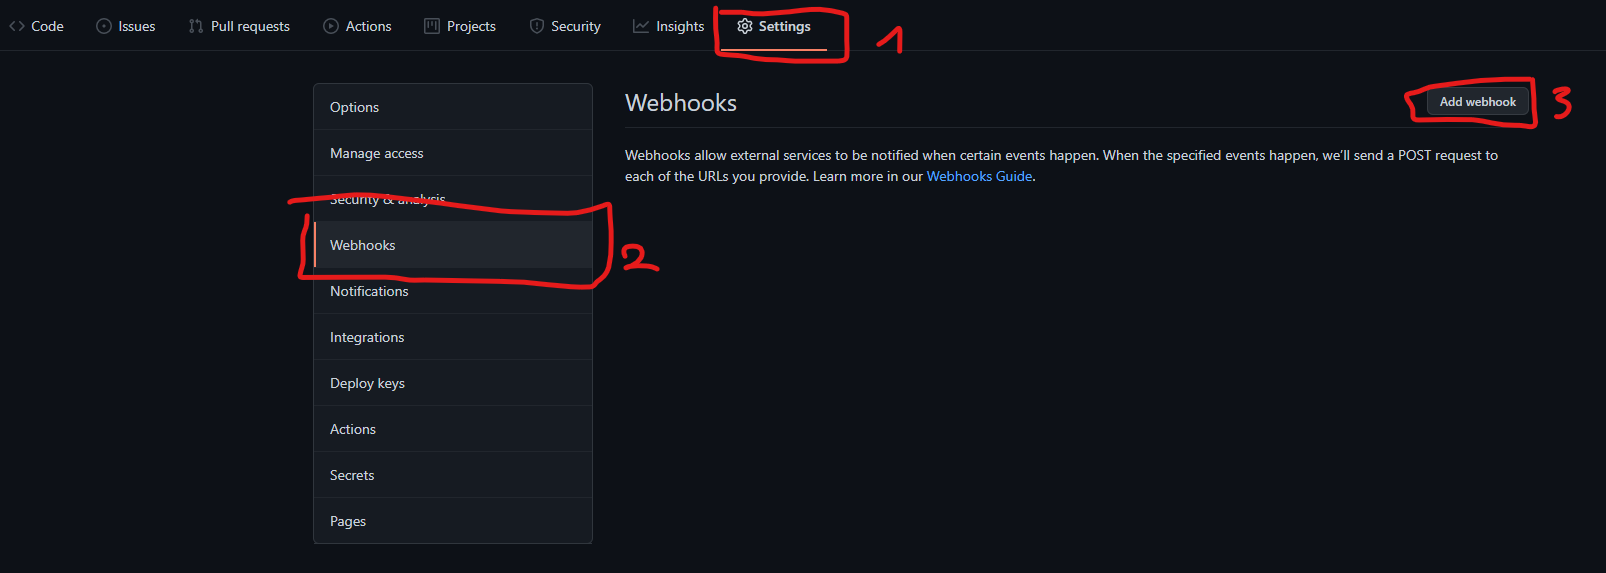 Code Issues Pull requests Actions Projects Security Insights Settings 1
Options
Manage access
Security & analysis
Webhooks 2
Notifications
Integrations
Deploy keys
Actions
Secrets
Pages
Webhooks
Add webhook 3
Webhooks allow external services to be notified when certain events happen. When the specified events happen, we’ll send a POST request to
each of the URLs you provide. Learn more in our Webhooks Guide.